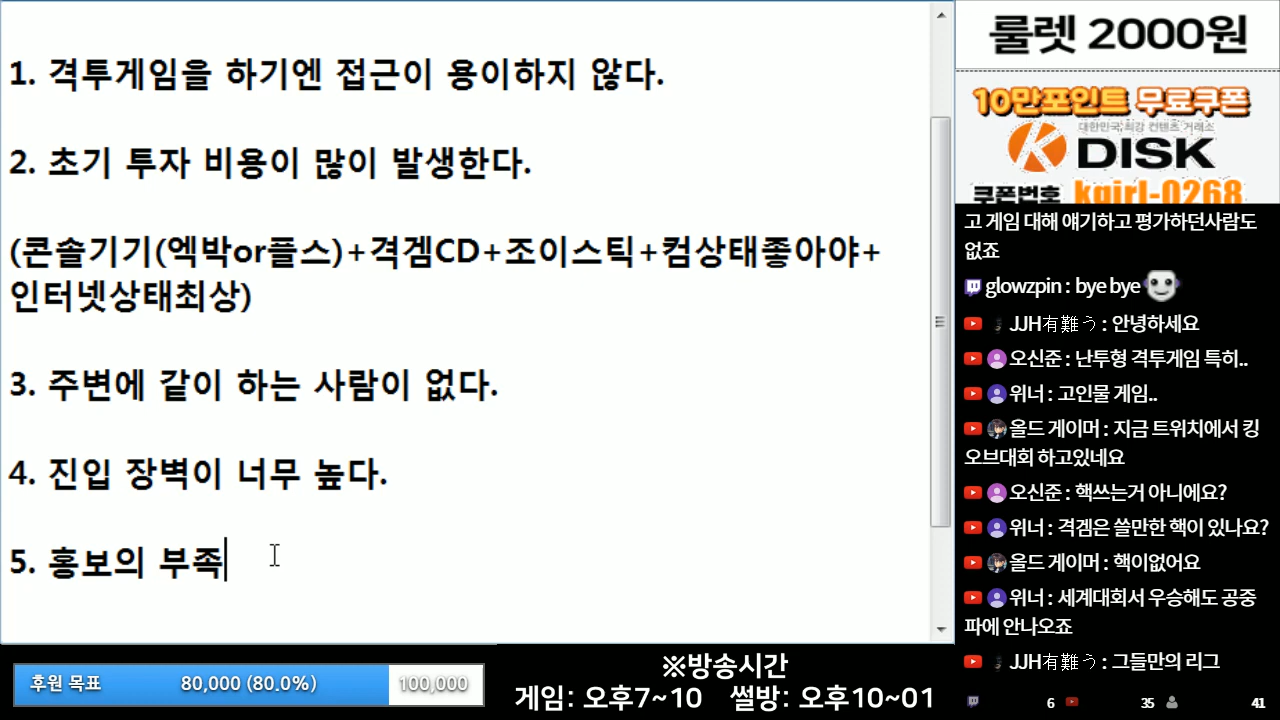 1. 격투게임을 하기엔 접근이 용이하지 않다.
2. 초기 투자 비용이 많이 발생한다.
(콘솔기기(엑박or플스)+격겜CD+조이스틱+컴상태좋아야+
인터넷상태최상)
3. 주변에 같이 하는 사람이 없다.
4. 진입 장벽이 너무 높다.
5. 홍보의 부족
후원 목표
80,000 (80.0%)
100,000
※방송시간
게임: 오후7~10 썰방: 오후10~01
룰렛 2000원
10만포인트 무료쿠폰
대한민국 최강 컨텐츠 거래소
K DISK
쿠폰번호 kgirl-0268
고 게임 대해 얘기하고 평가하던사람도
없죠
glowzpin : bye bye
JJH有難う : 안녕하세요
오신준 : 난투형 격투게임 특히..
위너 : 고인물 게임..
올드 게이머 : 지금 트위치에서 킹
오브대회 하고있네요
오신준 : 핵쓰는거 아니에요?
위너 : 격겜은 쓸만한 핵이 있나요?
올드 게이머 : 핵이없어요
위너 : 세계대회서 우승해도 공중
파에 안나오죠
JJH有難う : 그들만의 리그
6 35 41